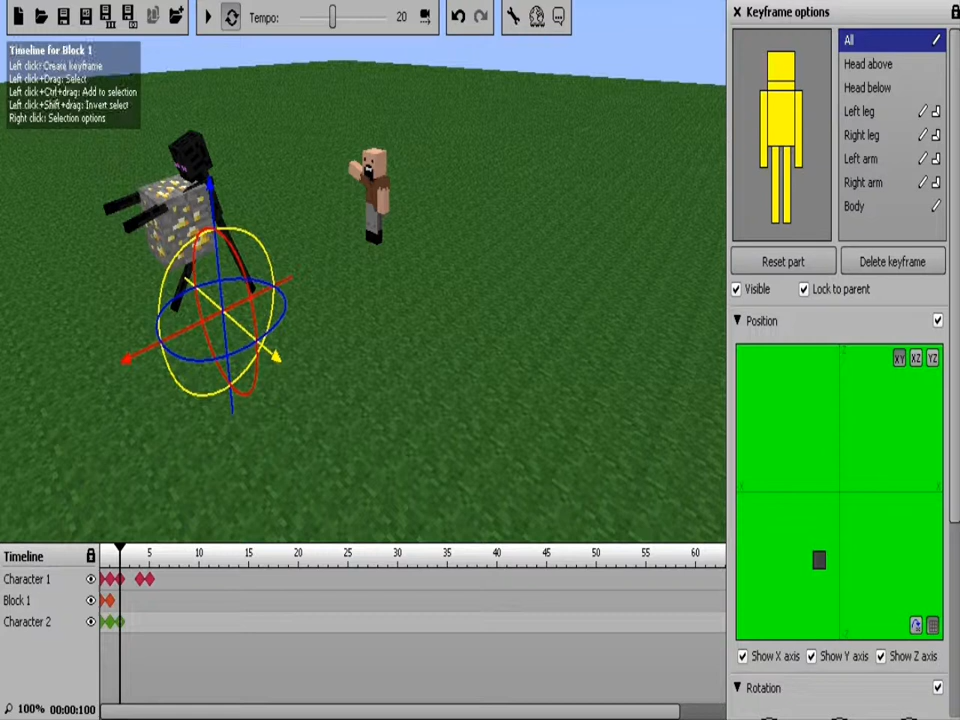 Tempo:
20
Timeline for Block 1
Left click: Create keyframe
Left click+Drag: Select
Left click+Ctrl+drag: Add to selection
Left click+Shift+drag: Invert select
Right click: Selection options
Keyframe options
All
Head above
Head below
Left leg
Right leg
Left arm
Right arm
Body
Reset part
Delete keyframe
Visible
Lock to parent
Position
XY XZ YZ
Show X axis Show Y axis Show Z axis
Rotation
Timeline
5 10 15 20 25 30 35 40 45 50 55 60
Character 1
Block 1
Character 2
100% 00:00:100